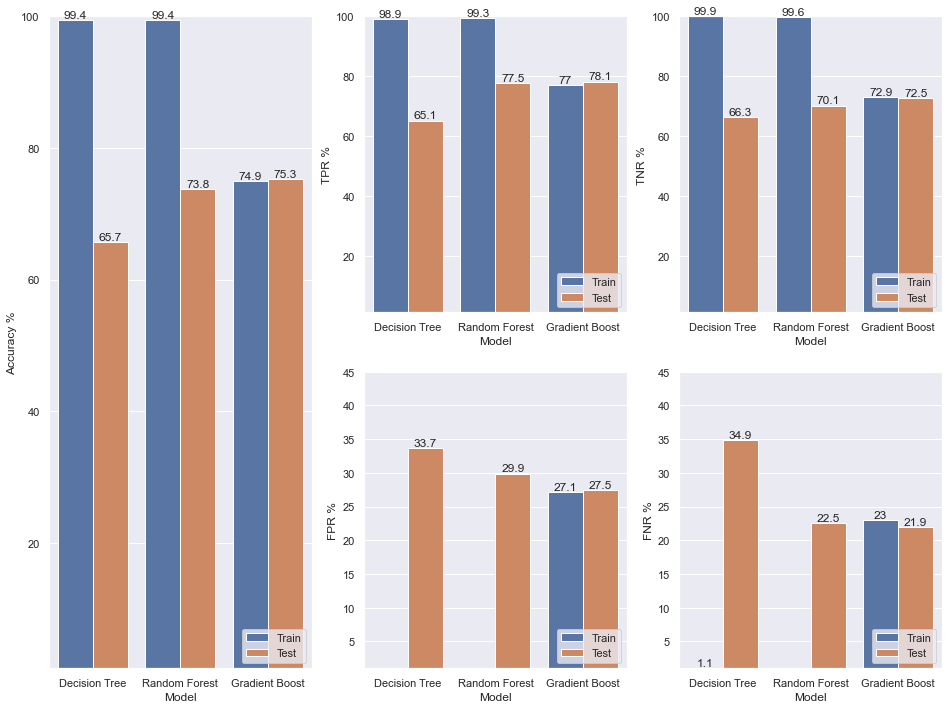 99.4 99.4
100
80
60
40
20
65.7 73.8 74.9 75.3
Accuracy %
Train
Test
Decision Tree Random Forest Gradient Boost
Model
98.9 99.3
100
80
60
40
20
65.1 77.5 77 78.1
TPR %
Train
Test
Decision Tree Random Forest Gradient Boost
Model
99.9 99.6
100
80
60
40
20
66.3 70.1 72.9 72.5
TNR %
Train
Test
Decision Tree Random Forest Gradient Boost
Model
45
40
35
30
25
20
15
10
5
33.7 29.9 27.1 27.5
FPR %
Train
Test
Decision Tree Random Forest Gradient Boost
Model
45
40
35
30
25
20
15
10
5
1.1 34.9 22.5 23 21.9
FNR %
Train
Test
Decision Tree Random Forest Gradient Boost
Model